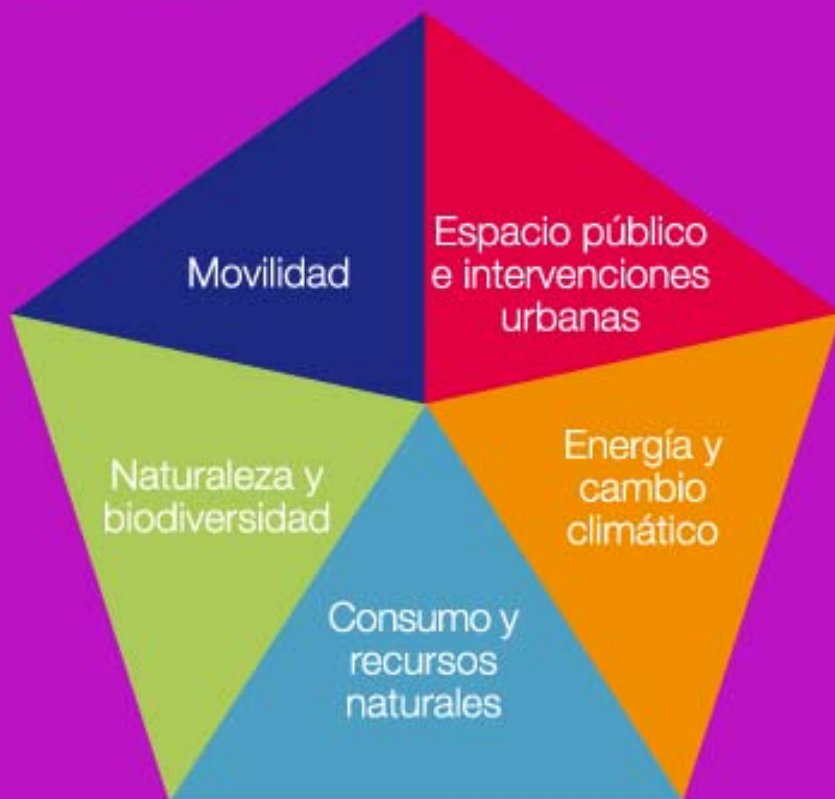 Movilidad
Espacio público
e intervenciones
urbanas
Naturaleza y
biodiversidad
Energía y
cambio
climático
Consumo y
recursos
naturales